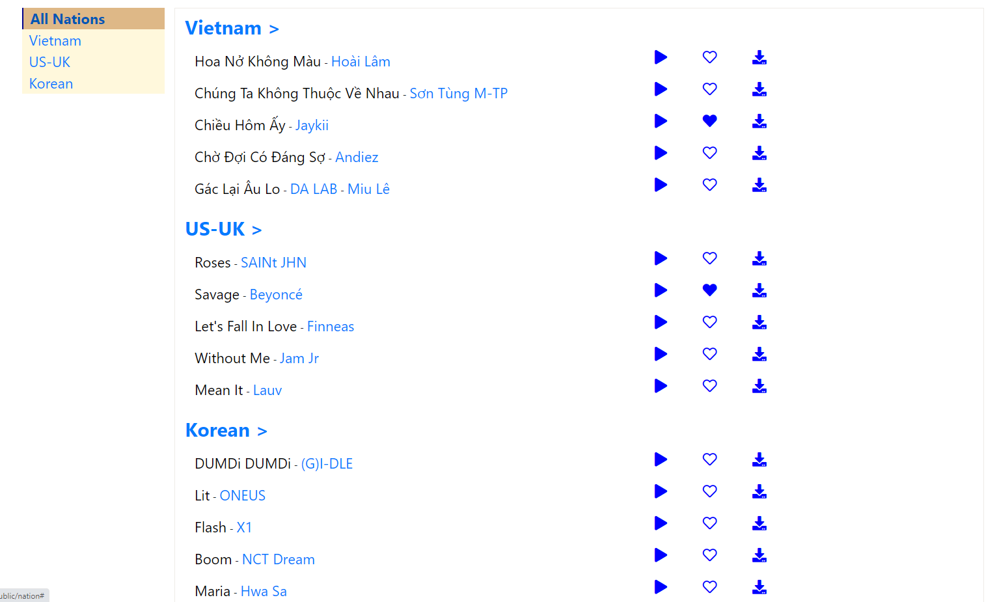 All Nations
Vietnam
US-UK
Korean
Vietnam >
Hoa Nở Không Màu - Hoài Lâm
Chúng Ta Không Thuộc Về Nhau - Sơn Tùng M-TP
Chiều Hôm Ấy - Jaykii
Chờ Đợi Có Đáng Sợ - Andiez
Gác Lại Âu Lo - DA LAB - Miu Lê
US-UK >
Roses - SAINt JHN
Savage - Beyoncé
Let's Fall In Love - Finneas
Without Me - Jam Jr
Mean It - Lauv
Korean >
DUMDi DUMDi - (G)I-DLE
Lit - ONEUS
Flash - X1
Boom - NCT Dream
Maria - Hwa Sa
ublic/nation#